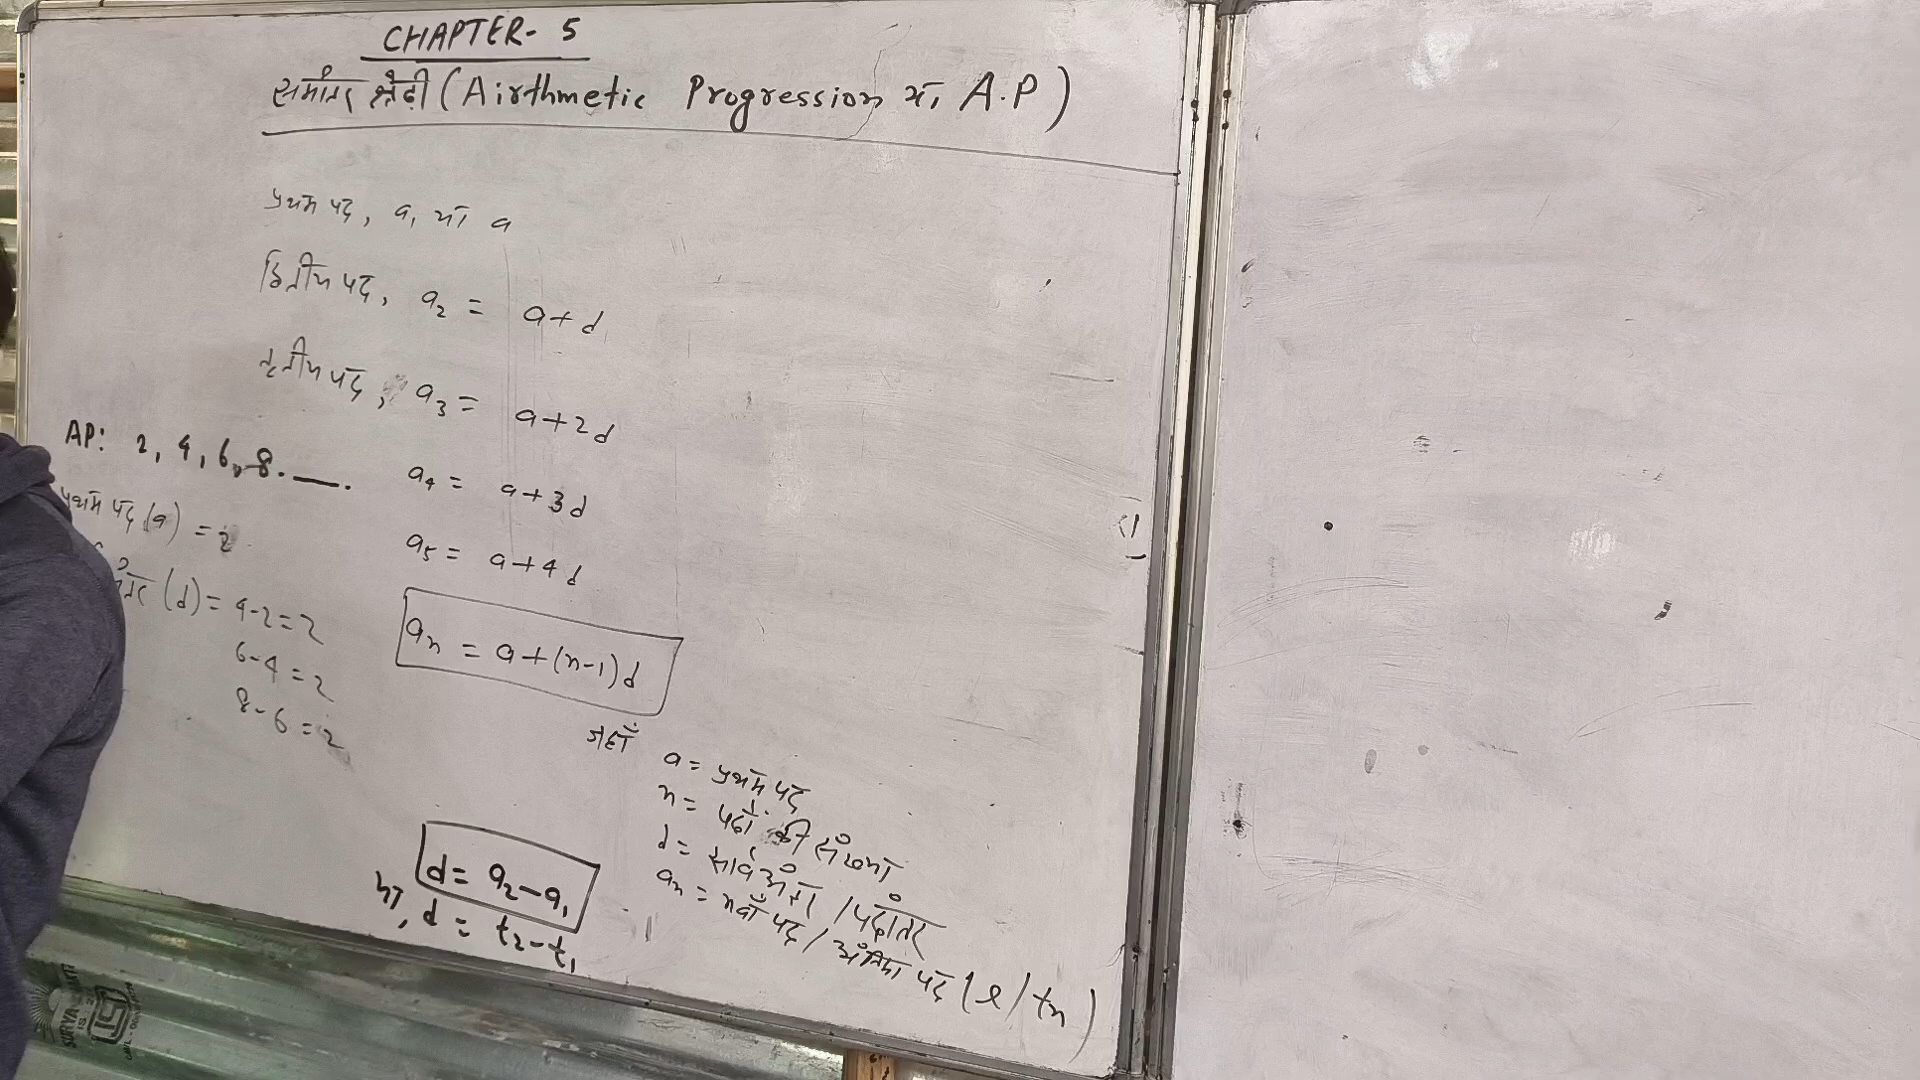 CHAPTER- 5
समांतर श्रेढ़ी (Airthmetic Progression या A.P)
प्रथम पद, a₁ या a
द्वितीय पद, a₂ = a+d
तृतीय पद, a₃ = a+2d
a₄ = a+3d
a₅ = a+4d
aₙ = a+(n-1)d
AP: 2, 4, 6, 8. —.
प्रथम पद (a) = 2
(d) = 4-2=2
6-4=2
8-6=2
जहाँ
a = प्रथम पद
n = पदों की संख्या
d = सार्व अंतर / पदांतर
aₙ = nवाँ पद / अंतिम पद (l/tn)
d = a₂-a₁
या, d = t₂-t₁
SURYA